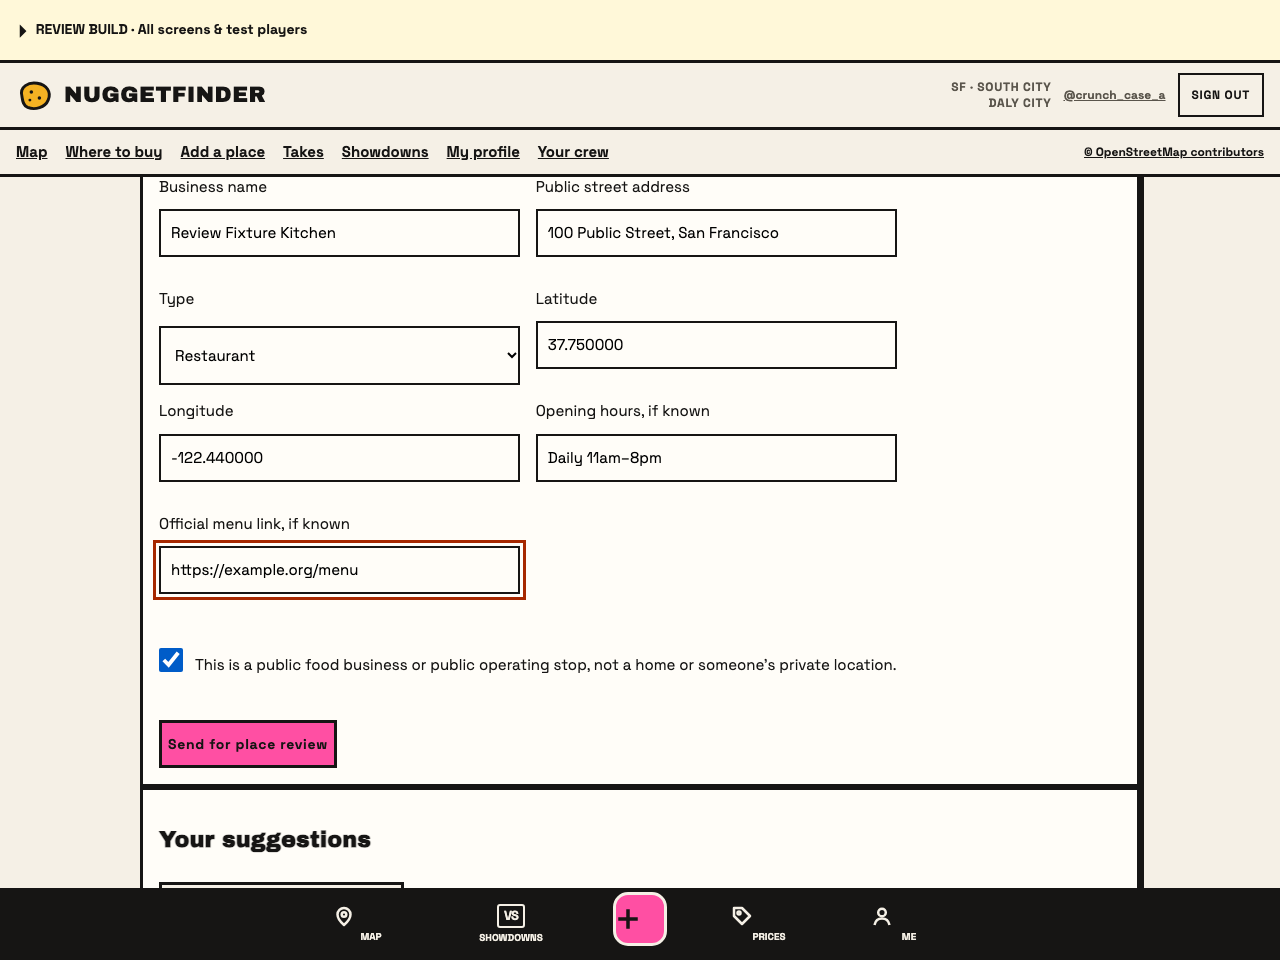 REVIEW BUILD · All screens & test players
NUGGETFINDER
SF · SOUTH CITY
DALY CITY
@crunch_case_a
SIGN OUT
Map
Where to buy
Add a place
Takes
Showdowns
My profile
Your crew
© OpenStreetMap contributors
Business name
Public street address
Review Fixture Kitchen
100 Public Street, San Francisco
Type
Latitude
Restaurant
37.750000
Longitude
Opening hours, if known
-122.440000
Daily 11am–8pm
Official menu link, if known
https://example.org/menu
This is a public food business or public operating stop, not a home or someone's private location.
Send for place review
Your suggestions
MAP
VS
SHOWDOWNS
PRICES
ME